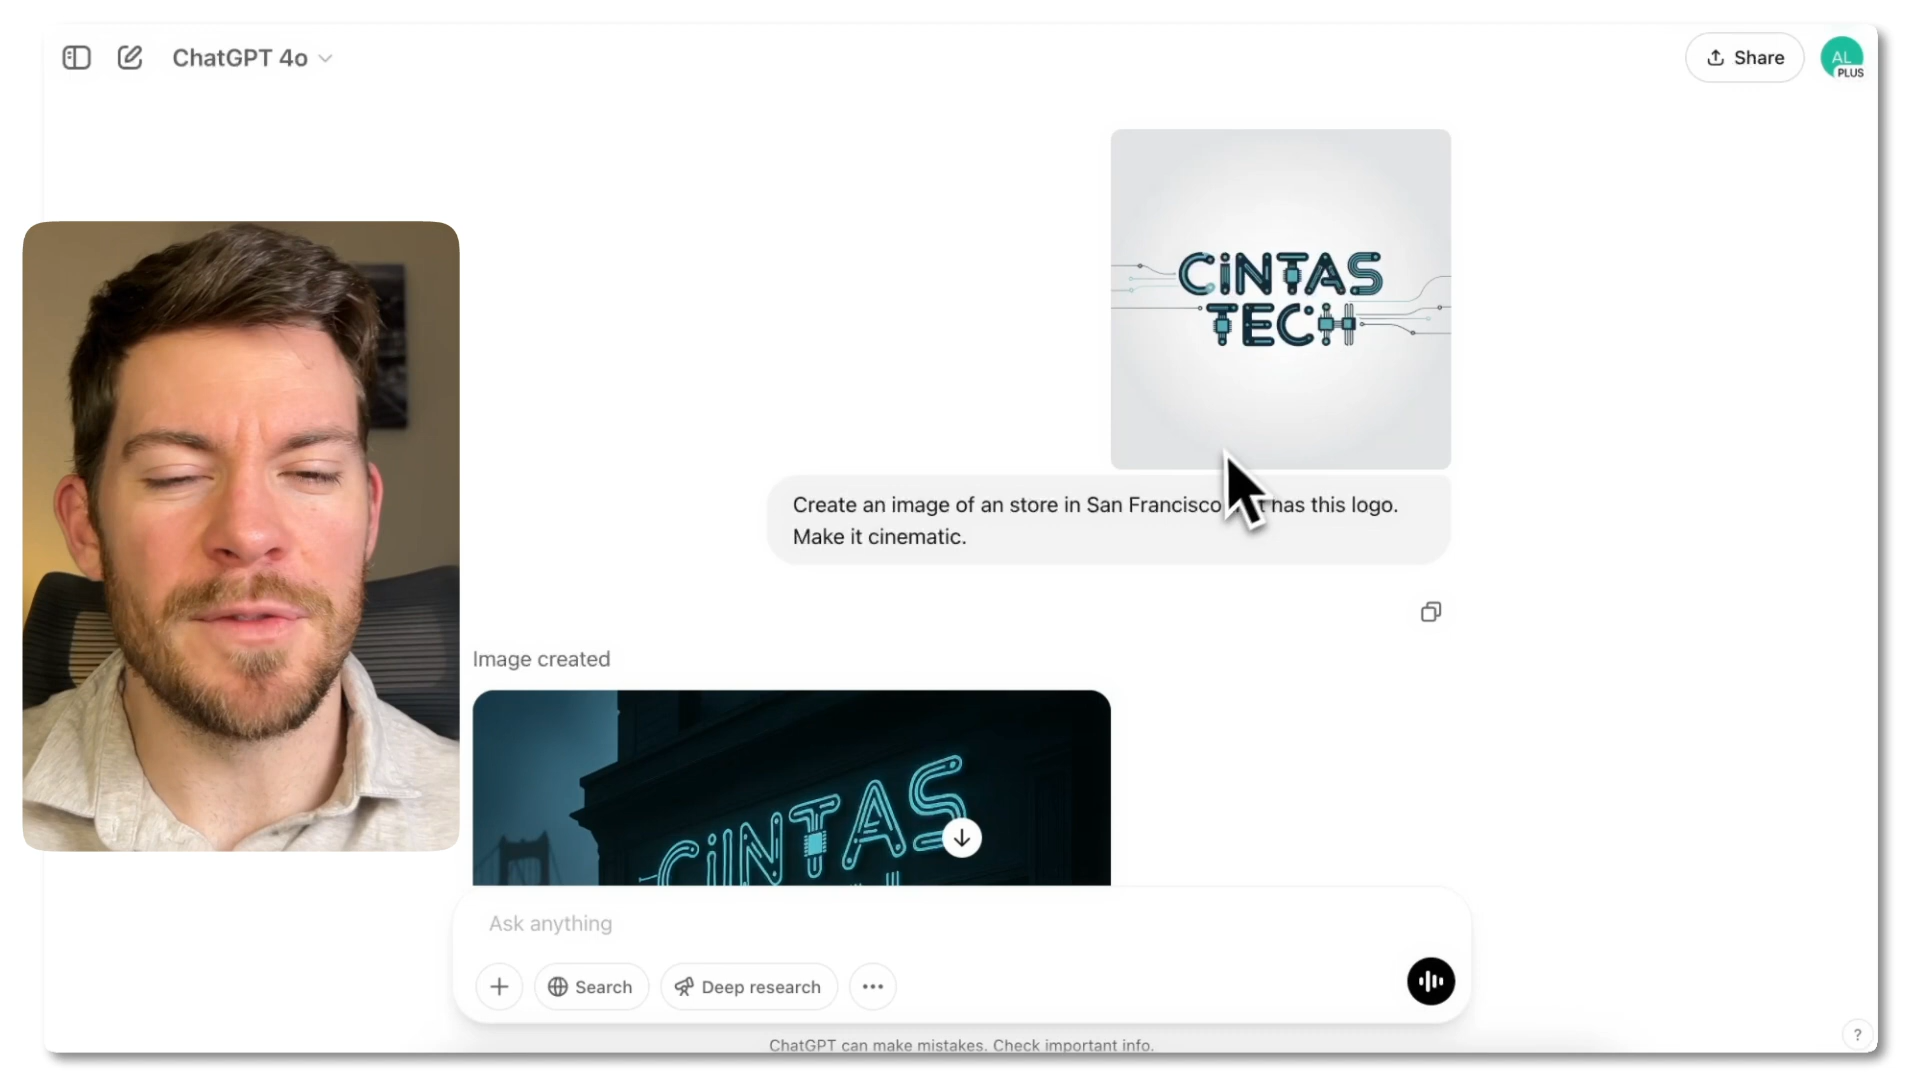 ChatGPT 4o
Share
AL
PLUS
CINTAS
TECH
Create an image of an store in San Francisco has this logo.
Make it cinematic.
Image created
CINTAS
Ask anything
Search
Deep research
ChatGPT can make mistakes. Check important info.
?